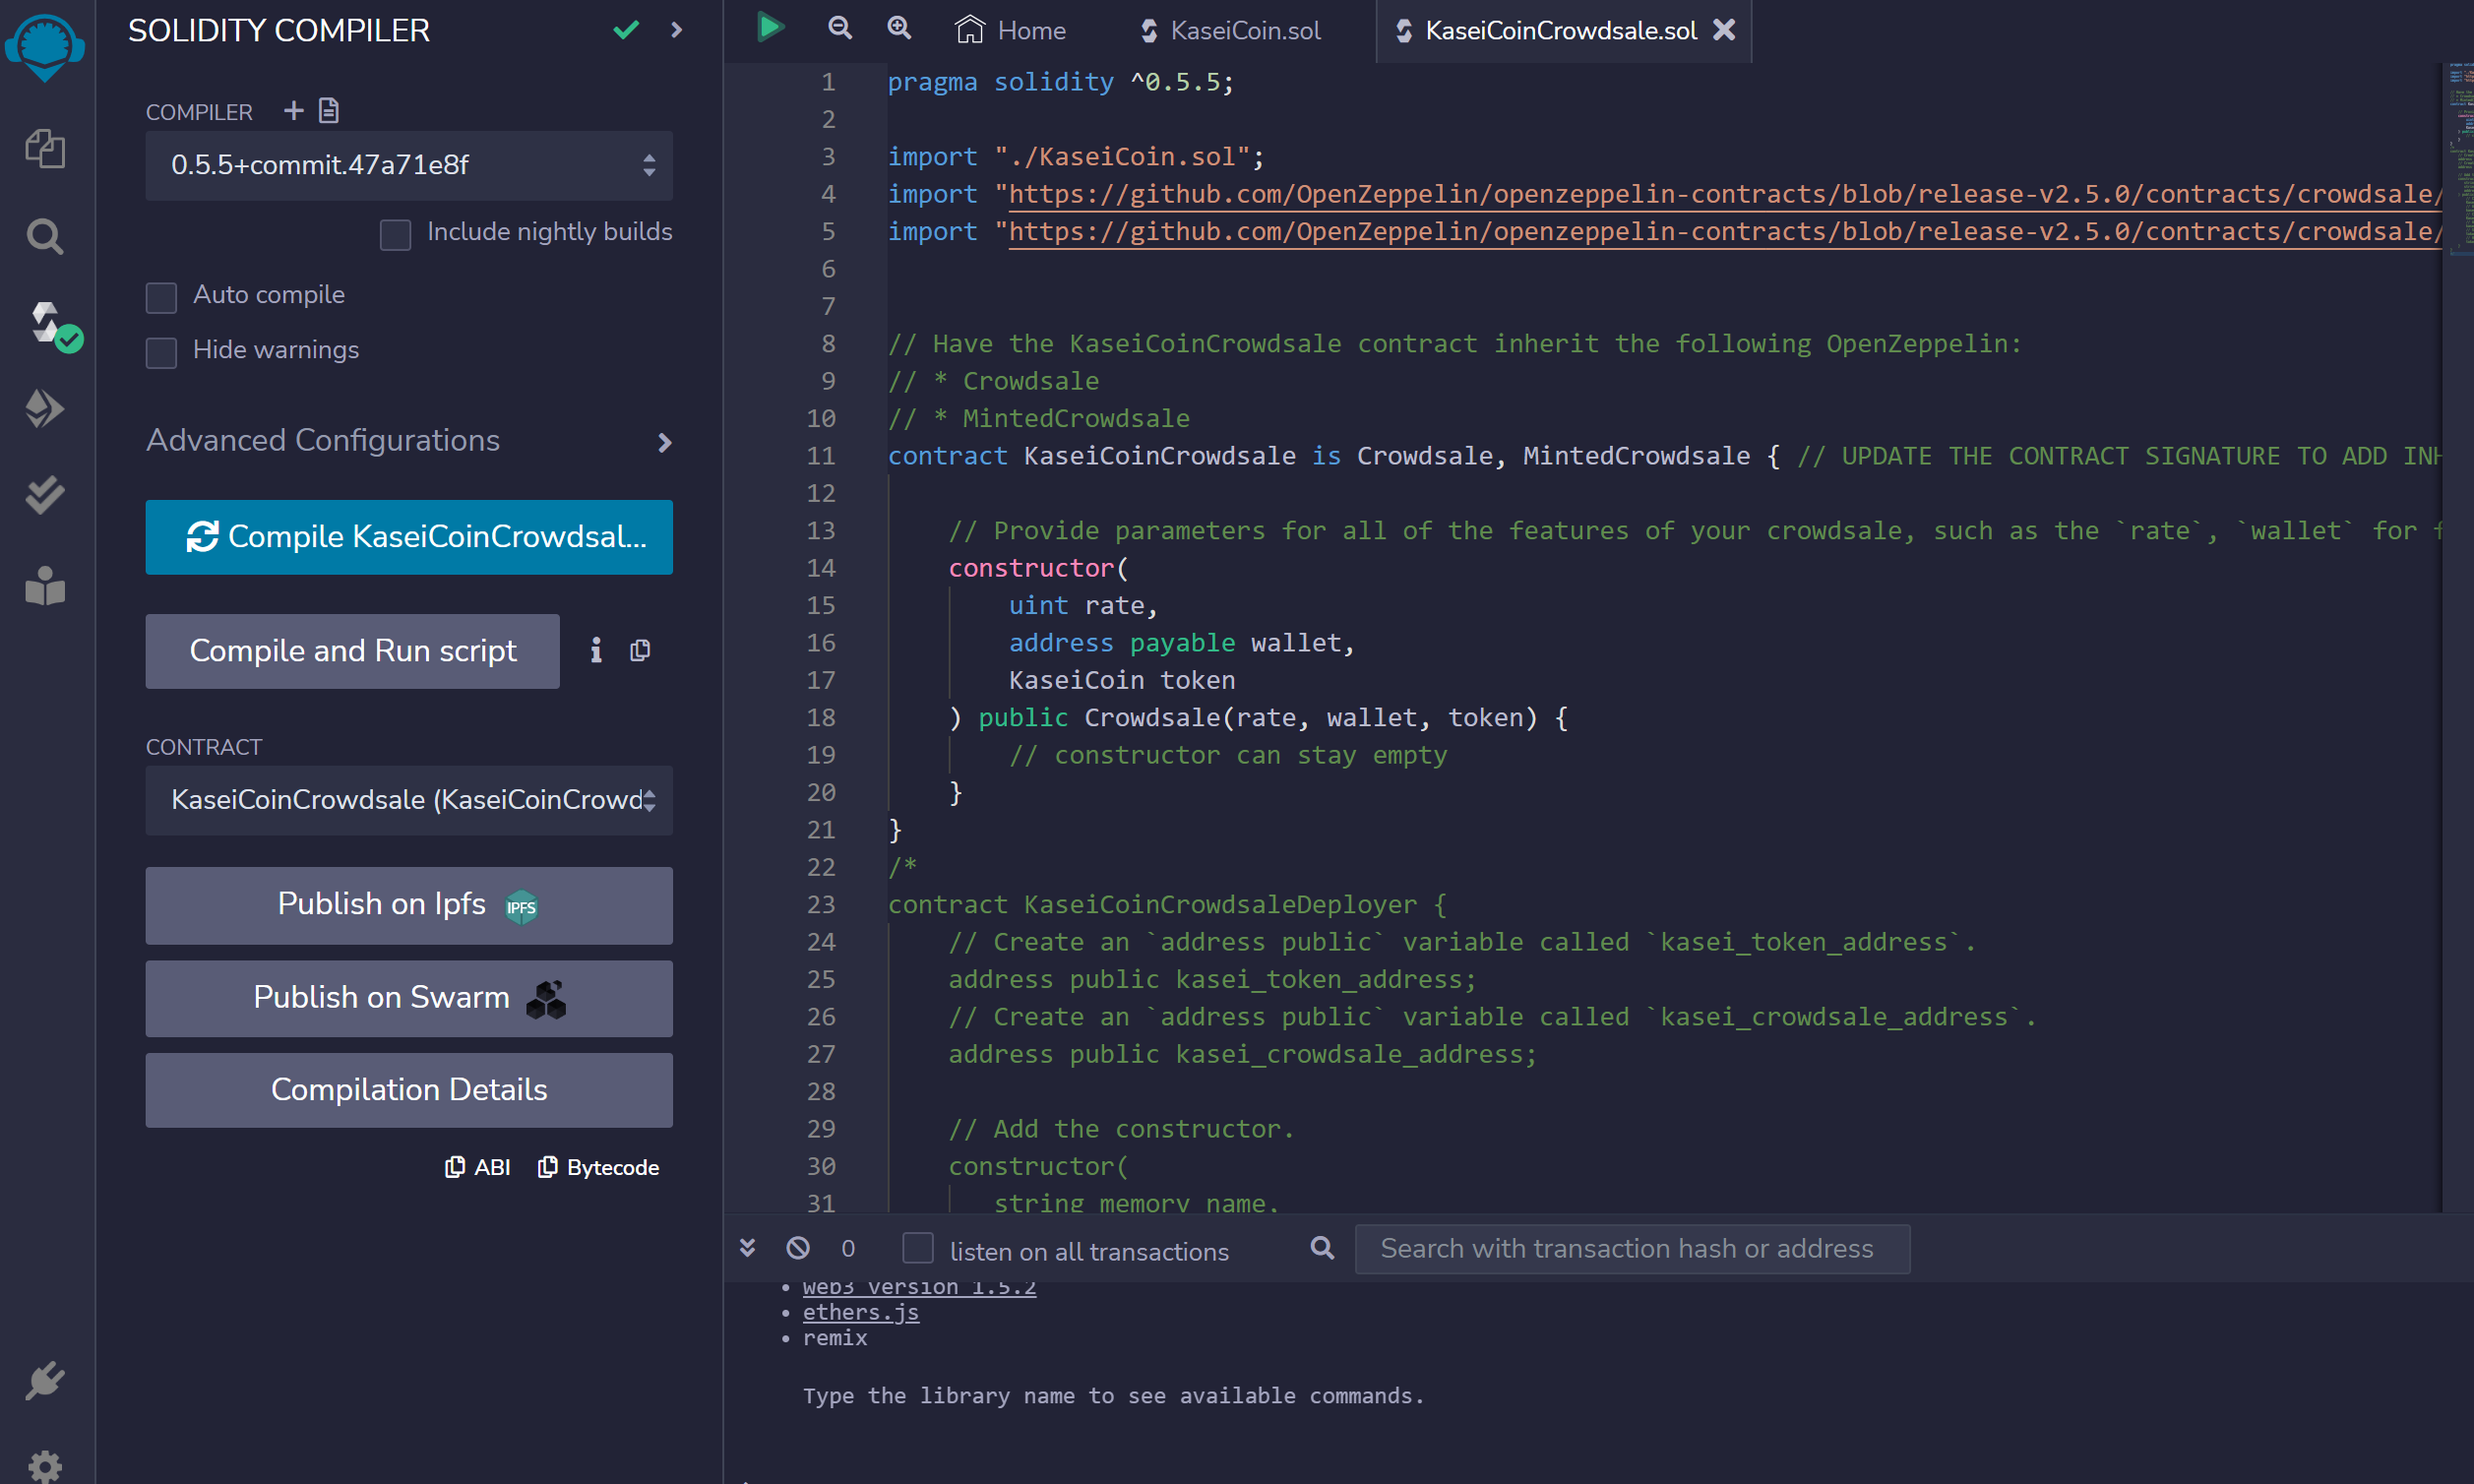 SOLIDITY COMPILER
COMPILER
0.5.5+commit.47a71e8f
Include nightly builds
Auto compile
Hide warnings
Advanced Configurations
Compile KaseiCoinCrowdsal...
Compile and Run script
CONTRACT
KaseiCoinCrowdsale (KaseiCoinCrowd
Publish on Ipfs IPFS
Publish on Swarm
Compilation Details
ABI Bytecode
Home KaseiCoin.sol KaseiCoinCrowdsale.sol
1 pragma solidity ^0.5.5;
2
3 import "./KaseiCoin.sol";
4 import "https://github.com/OpenZeppelin/openzeppelin-contracts/blob/release-v2.5.0/contracts/crowdsale/
5 import "https://github.com/OpenZeppelin/openzeppelin-contracts/blob/release-v2.5.0/contracts/crowdsale/
6
7
8 // Have the KaseiCoinCrowdsale contract inherit the following OpenZeppelin:
9 // * Crowdsale
10 // * MintedCrowdsale
11 contract KaseiCoinCrowdsale is Crowdsale, MintedCrowdsale { // UPDATE THE CONTRACT SIGNATURE TO ADD INH
12
13 // Provide parameters for all of the features of your crowdsale, such as the `rate`, `wallet` for f
14 constructor(
15 uint rate,
16 address payable wallet,
17 KaseiCoin token
18 ) public Crowdsale(rate, wallet, token) {
19 // constructor can stay empty
20 }
21 }
22 /*
23 contract KaseiCoinCrowdsaleDeployer {
24 // Create an `address public` variable called `kasei_token_address`.
25 address public kasei_token_address;
26 // Create an `address public` variable called `kasei_crowdsale_address`.
27 address public kasei_crowdsale_address;
28
29 // Add the constructor.
30 constructor(
31 string memory name,
0 listen on all transactions Search with transaction hash or address
• web3 version 1.5.2
• ethers.js
• remix
Type the library name to see available commands.